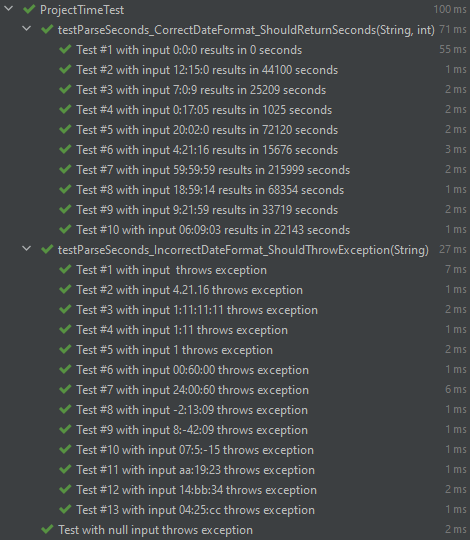 ProjectTimeTest 100 ms
testParseSeconds_CorrectDateFormat_ShouldReturnSeconds(String, int) 71 ms
Test #1 with input 0:0:0 results in 0 seconds 55 ms
Test #2 with input 12:15:0 results in 44100 seconds 1 ms
Test #3 with input 7:0:9 results in 25209 seconds 2 ms
Test #4 with input 0:17:05 results in 1025 seconds 2 ms
Test #5 with input 20:02:0 results in 72120 seconds 2 ms
Test #6 with input 4:21:16 results in 15676 seconds 3 ms
Test #7 with input 59:59:59 results in 215999 seconds 2 ms
Test #8 with input 18:59:14 results in 68354 seconds 1 ms
Test #9 with input 9:21:59 results in 33719 seconds 2 ms
Test #10 with input 06:09:03 results in 22143 seconds 1 ms
testParseSeconds_IncorrectDateFormat_ShouldThrowException(String) 27 ms
Test #1 with input  throws exception 7 ms
Test #2 with input 4.21.16 throws exception 1 ms
Test #3 with input 1:11:11:11 throws exception 2 ms
Test #4 with input 1:11 throws exception 1 ms
Test #5 with input 1 throws exception 2 ms
Test #6 with input 00:60:00 throws exception 1 ms
Test #7 with input 24:00:60 throws exception 6 ms
Test #8 with input -2:13:09 throws exception 1 ms
Test #9 with input 8:-42:09 throws exception 1 ms
Test #10 with input 07:5:-15 throws exception 1 ms
Test #11 with input aa:19:23 throws exception 1 ms
Test #12 with input 14:bb:34 throws exception 2 ms
Test #13 with input 04:25:cc throws exception 1 ms
Test with null input throws exception 2 ms